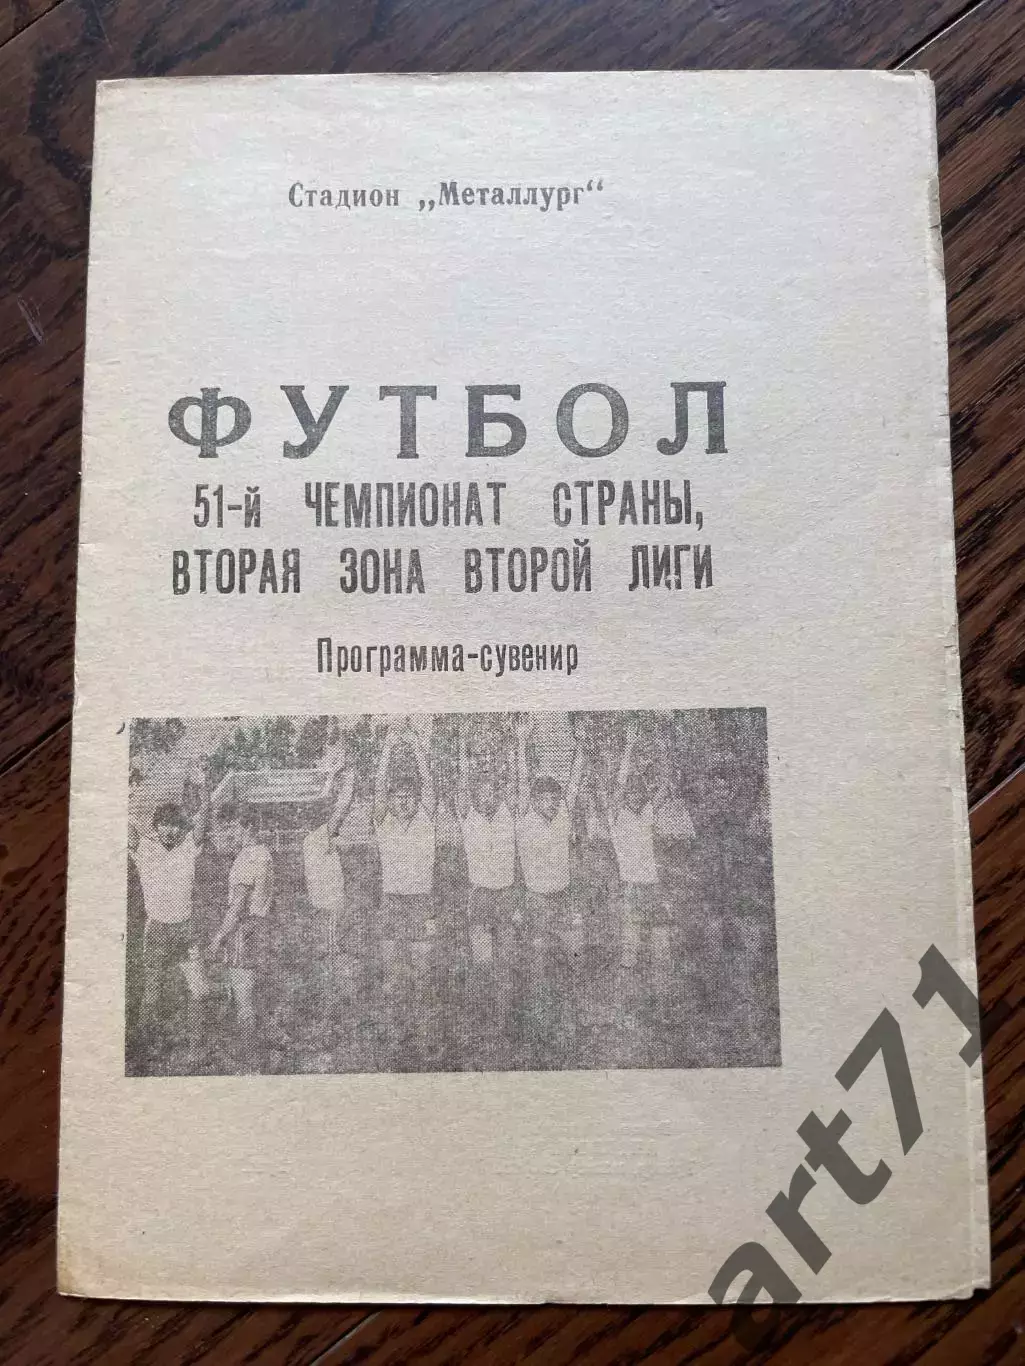 Стадион „Металлург“
ФУТБОЛ
51-й ЧЕМПИОНАТ СТРАНЫ,
ВТОРАЯ ЗОНА ВТОРОЙ ЛИГИ
Программа-сувенир
art71